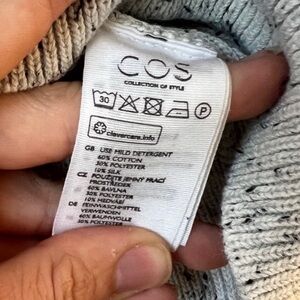 COS
COLLECTION OF STYLE
30
P
clevercare.info
GB USE MILD DETERGENT
60% COTTON
30% POLYESTER
10% SILK
CZ POUŽIJTE JEMNÝ PRACÍ
PROSTŘEDEK
60% BAVLNA
30% POLYESTER
10% HEDVÁBÍ
DE FEINWASCHMITTEL
VERWENDEN
60% BAUMWOLLE
30% POLYESTER